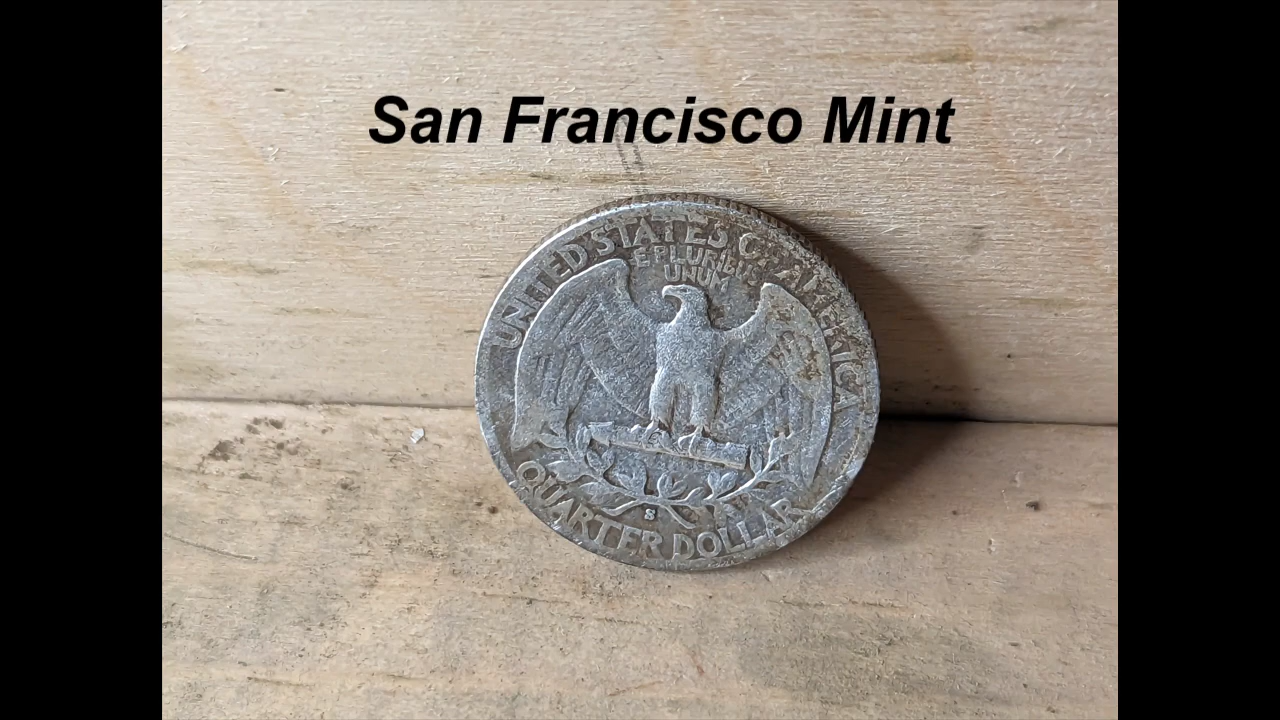 San Francisco Mint
UNITED STATES OF AMERICA
E PLURIBUS
UNUM
S
QUARTER DOLLAR